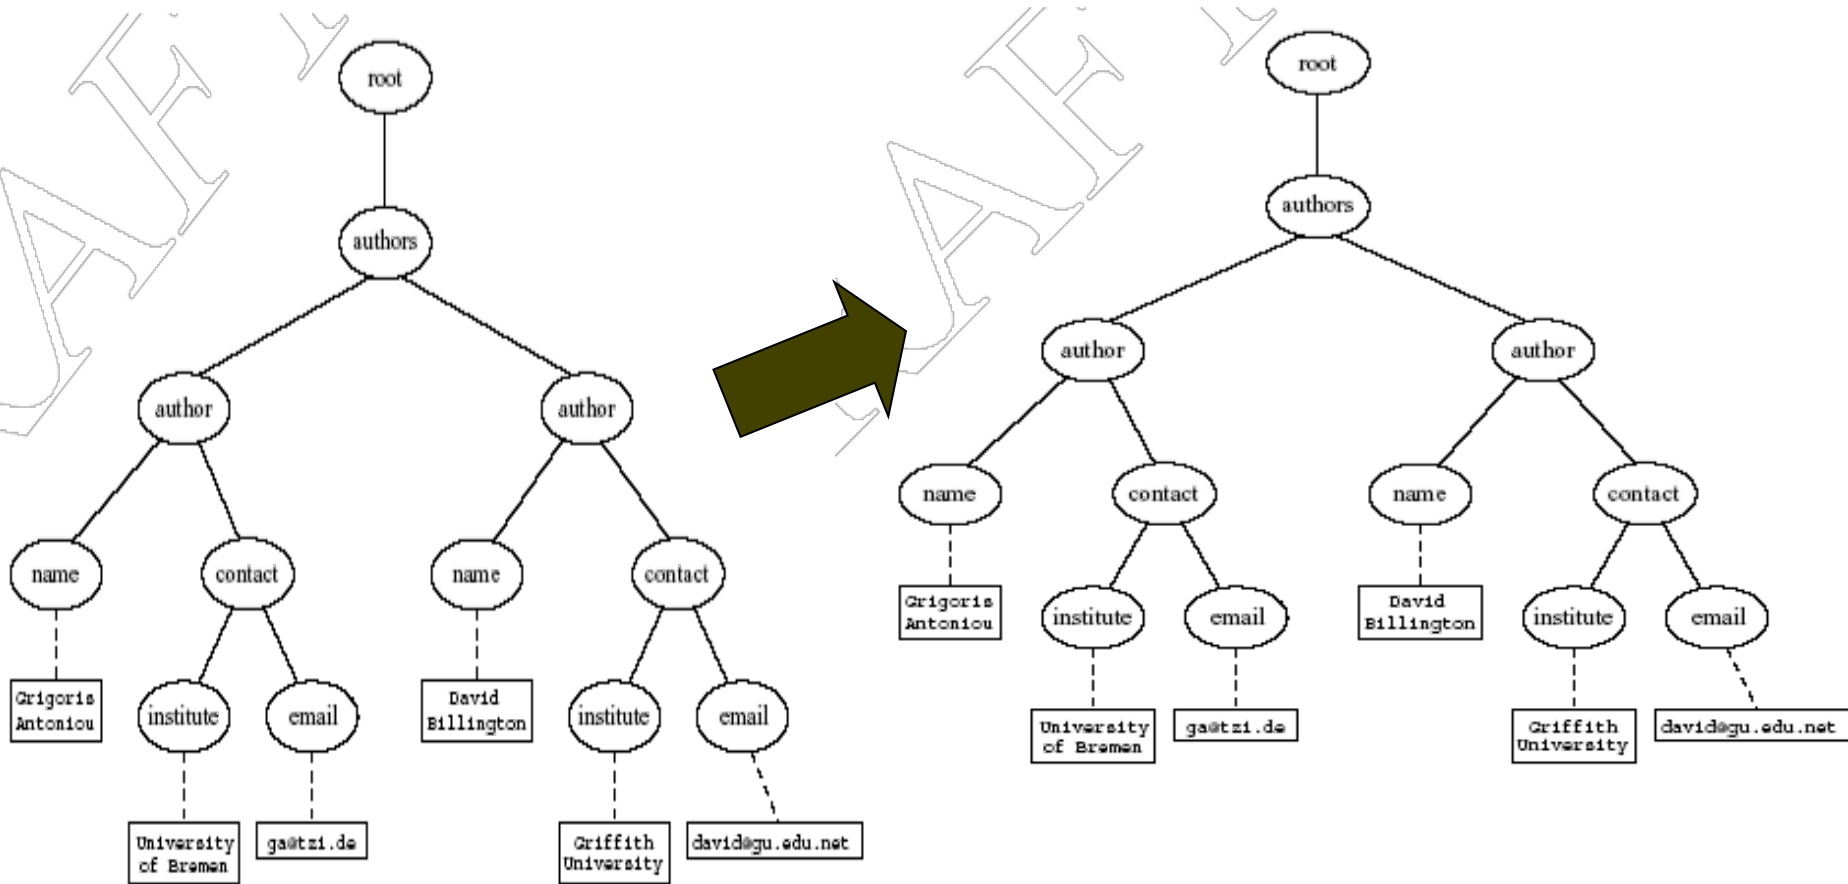 root
authors
author
author
name
contact
name
contact
Grigoris
Antoniou
institute
email
David
Billington
institute
email
University
of Bremen
ga@tzi.de
Griffith
University
david@gu.edu.net
root
authors
author
author
name
contact
name
contact
Grigoris
Antoniou
institute
email
David
Billington
institute
email
University
of Bremen
ga@tzi.de
Griffith
University
david@gu.edu.net